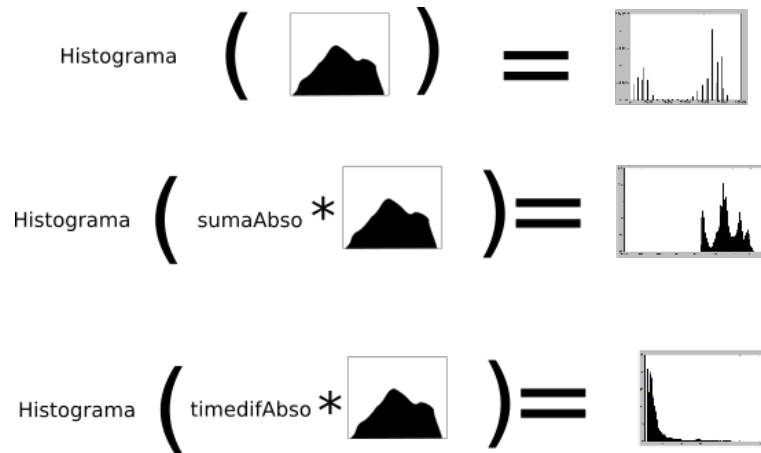 Histograma ( ) =
Histograma ( sumaAbso * ) =
Histograma ( timedifAbso * ) =